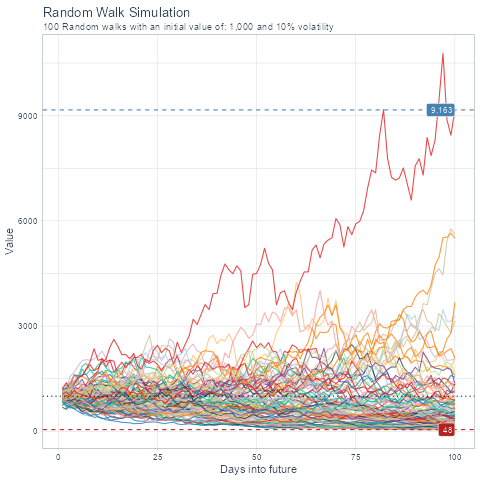 Random Walk Simulation
100 Random walks with an initial value of: 1,000 and 10% volatility
Value
9000
6000
3000
0
9,163
48
0
25
50
75
100
Days into future